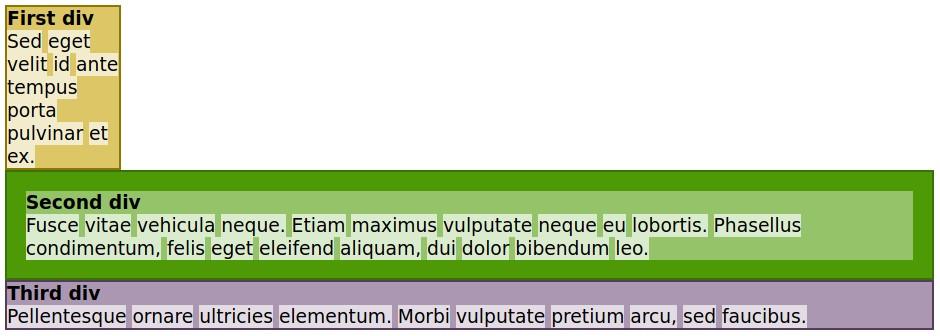 First div
Sed eget
velit id ante
tempus
porta
pulvinar et
ex.
Second div
Fusce vitae vehicula neque. Etiam maximus vulputate neque eu lobortis. Phasellus
condimentum, felis eget eleifend aliquam, dui dolor bibendum leo.
Third div
Pellentesque ornare ultricies elementum. Morbi vulputate pretium arcu, sed faucibus.